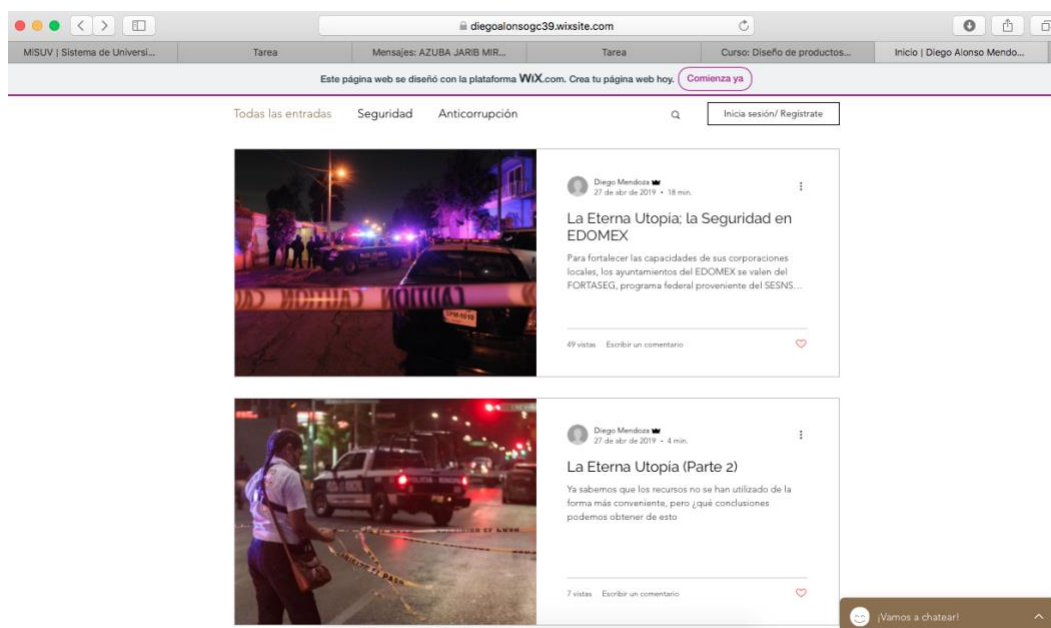 diegoalonsogc39.wixsite.com
MiSUV | Sistema de Universi...
Tarea
Mensajes: AZUBA JARIB MIR...
Tarea
Curso: Diseño de productos...
Inicio | Diego Alonso Mendo...
Este página web se diseñó con la plataforma WiX.com. Crea tu página web hoy. Comienza ya
Todas las entradas Seguridad Anticorrupción Inicia sesión/ Regístrate
Diego Mendoza
27 de abr de 2019 • 18 min.
La Eterna Utopia; la Seguridad en
EDOMEX
Para fortalecer las capacidades de sus corporaciones
locales, los ayuntamientos del EDOMEX se valen del
FORTASEG, programa federal proveniente del SESNS...
49 vistas Escribir un comentario
CAUTION
Diego Mendoza
27 de abr de 2019 • 4 min.
La Eterna Utopia (Parte 2)
Ya sabemos que los recursos no se han utilizado de la
forma más conveniente, pero ¿qué conclusiones
podemos obtener de esto
7 vistas Escribir un comentario
¡Vamos a chatear!